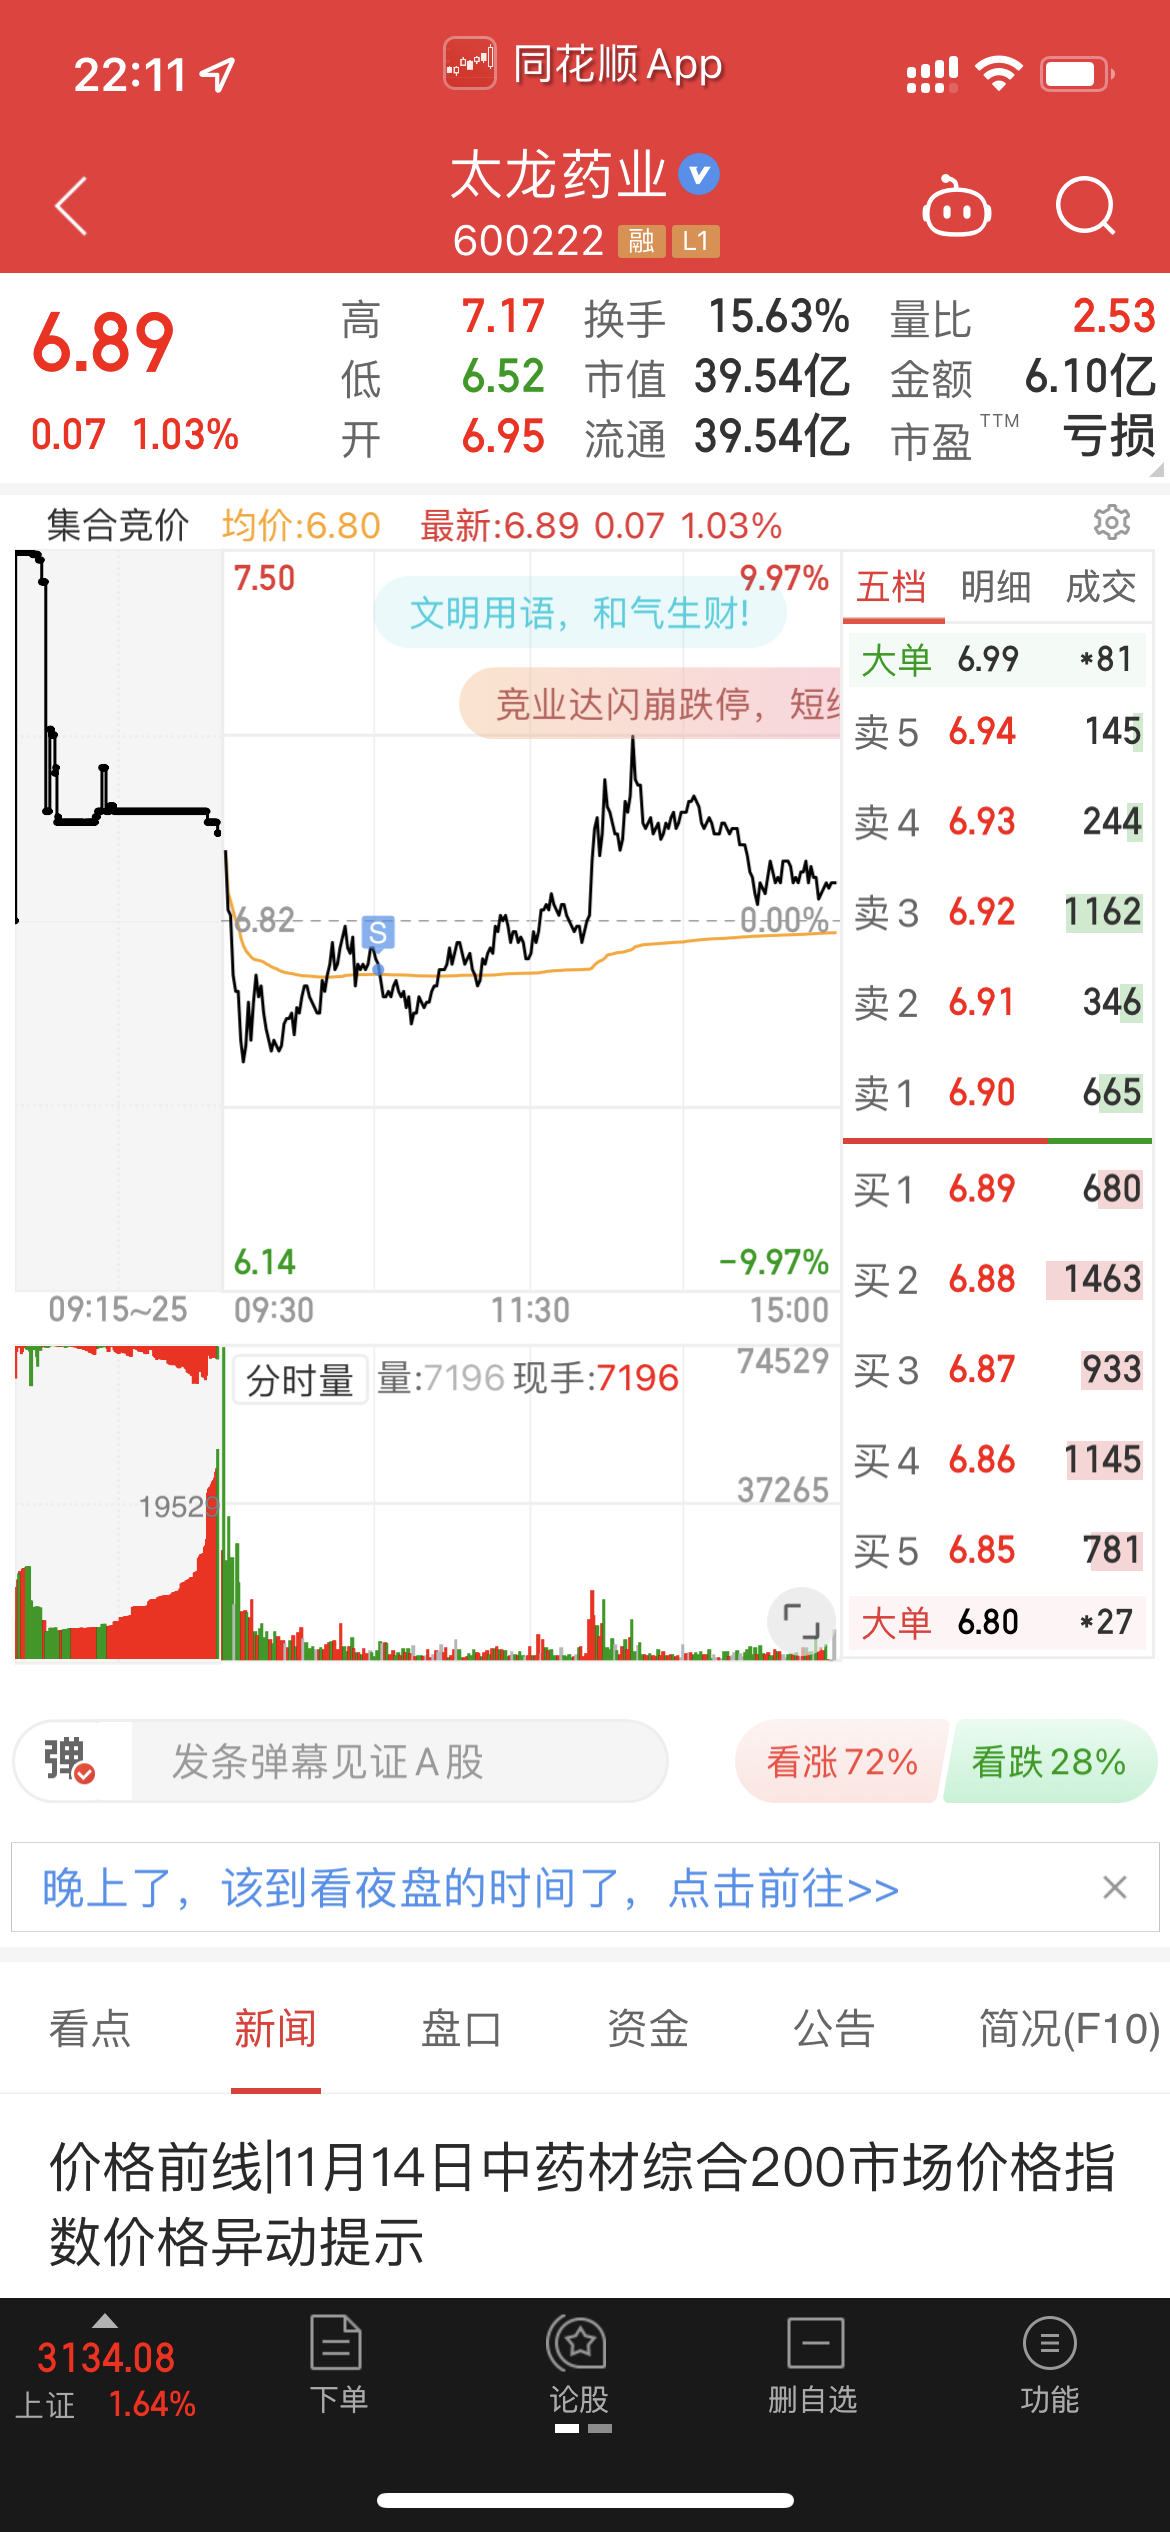 22:11
同花顺App
太龙药业
600222 融 L1
6.89
0.07 1.03%
高 7.17 换手 15.63% 量比 2.53
低 6.52 市值 39.54亿 金额 6.10亿
开 6.95 流通 39.54亿 市盈TTM 亏损
集合竞价 均价:6.80 最新:6.89 0.07 1.03%
7.50 9.97%
文明用语，和气生财!
竞业达闪崩跌停，短
6.82 0.00%
S
6.14 -9.97%
09:15~25 09:30 11:30 15:00
分时量 量:7196 现手:7196 74529
37265
19529
五档 明细 成交
大单 6.99 *81
卖5 6.94 145
卖4 6.93 244
卖3 6.92 1162
卖2 6.91 346
卖1 6.90 665
买1 6.89 680
买2 6.88 1463
买3 6.87 933
买4 6.86 1145
买5 6.85 781
大单 6.80 *27
弹 发条弹幕见证A股 看涨72% 看跌28%
晚上了，该到看夜盘的时间了，点击前往>>
看点 新闻 盘口 资金 公告 简况(F10)
价格前线|11月14日中药材综合200市场价格指
数价格异动提示
3134.08
上证 1.64%
下单 论股 删自选 功能